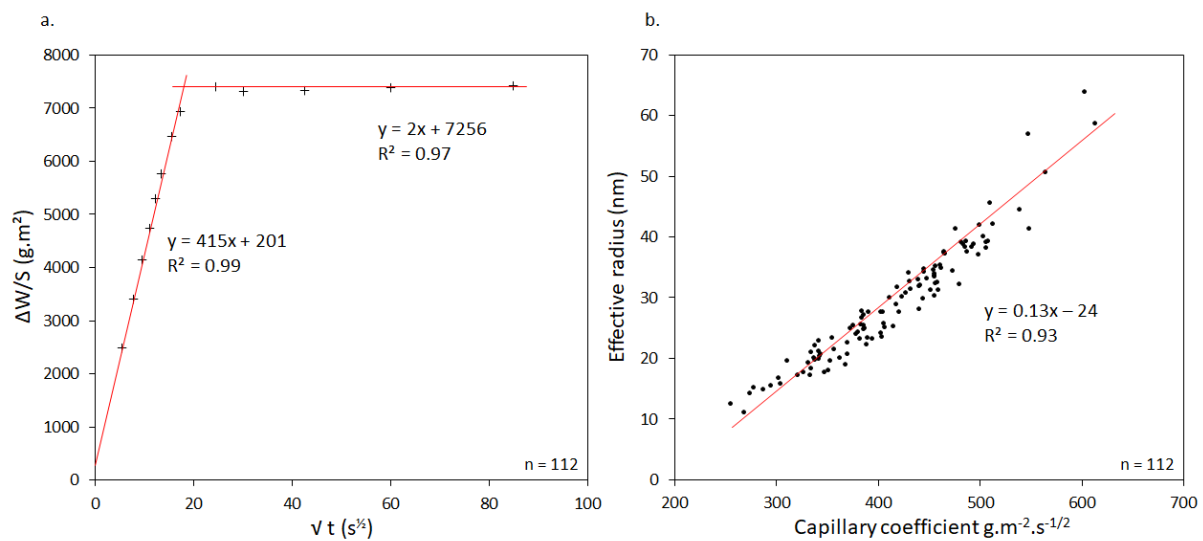 a.
ΔW/S (g.m²)
8000
7000
6000
5000
4000
3000
2000
1000
0
0 20 40 60 80 100
√ t (s½)
y = 2x + 7256
R² = 0.97
y = 415x + 201
R² = 0.99
n = 112
b.
Effective radius (nm)
70
60
50
40
30
20
10
0
200 300 400 500 600 700
Capillary coefficient g.m⁻².s⁻¹/²
y = 0.13x – 24
R² = 0.93
n = 112